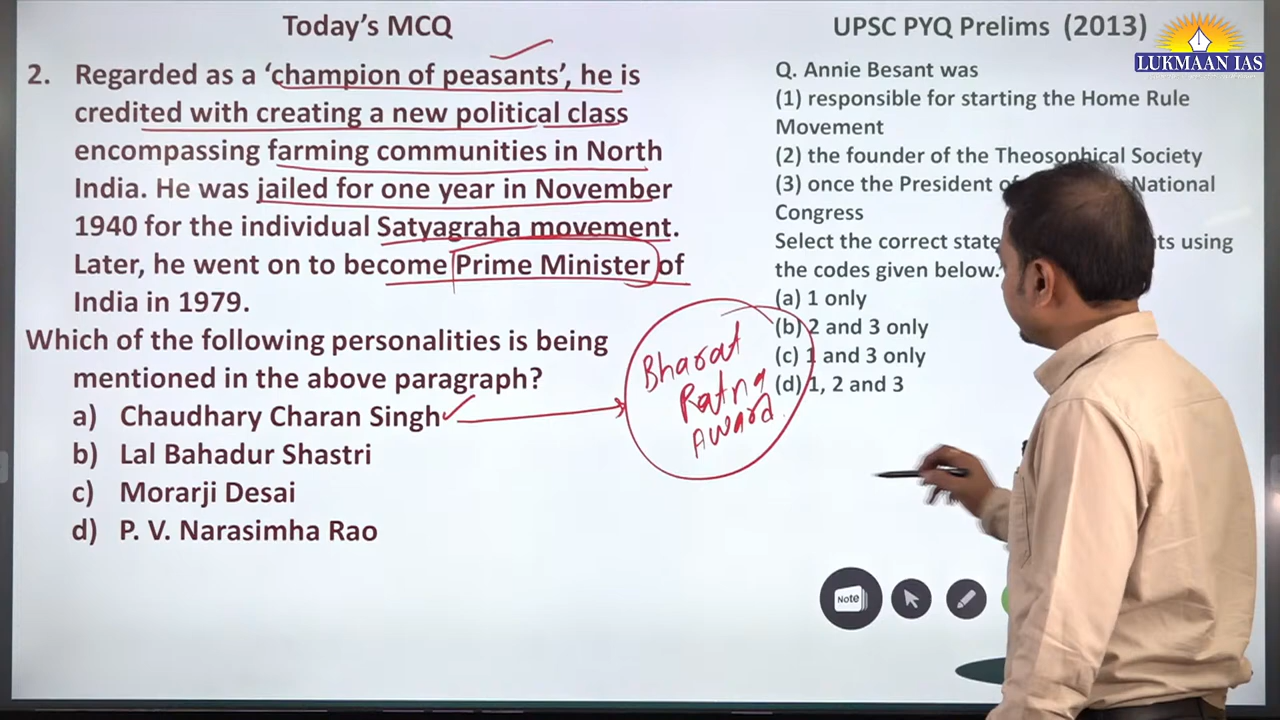 Today's MCQ
2. Regarded as a 'champion of peasants', he is
credited with creating a new political class
encompassing farming communities in North
India. He was jailed for one year in November
1940 for the individual Satyagraha movement.
Later, he went on to become Prime Minister of
India in 1979.
Which of the following personalities is being
mentioned in the above paragraph?
a) Chaudhary Charan Singh
b) Lal Bahadur Shastri
c) Morarji Desai
d) P. V. Narasimha Rao
Bharat
Ratna
Award.
UPSC PYQ Prelims (2013)
Q. Annie Besant was
(1) responsible for starting the Home Rule
Movement
(2) the founder of the Theosophical Society
(3) once the President National
Congress
Select the correct using
the codes given below.
(a) 1 only
(b) 2 and 3 only
(c) 1 and 3 only
(d) 1, 2 and 3
LUKMAAN IAS
Note